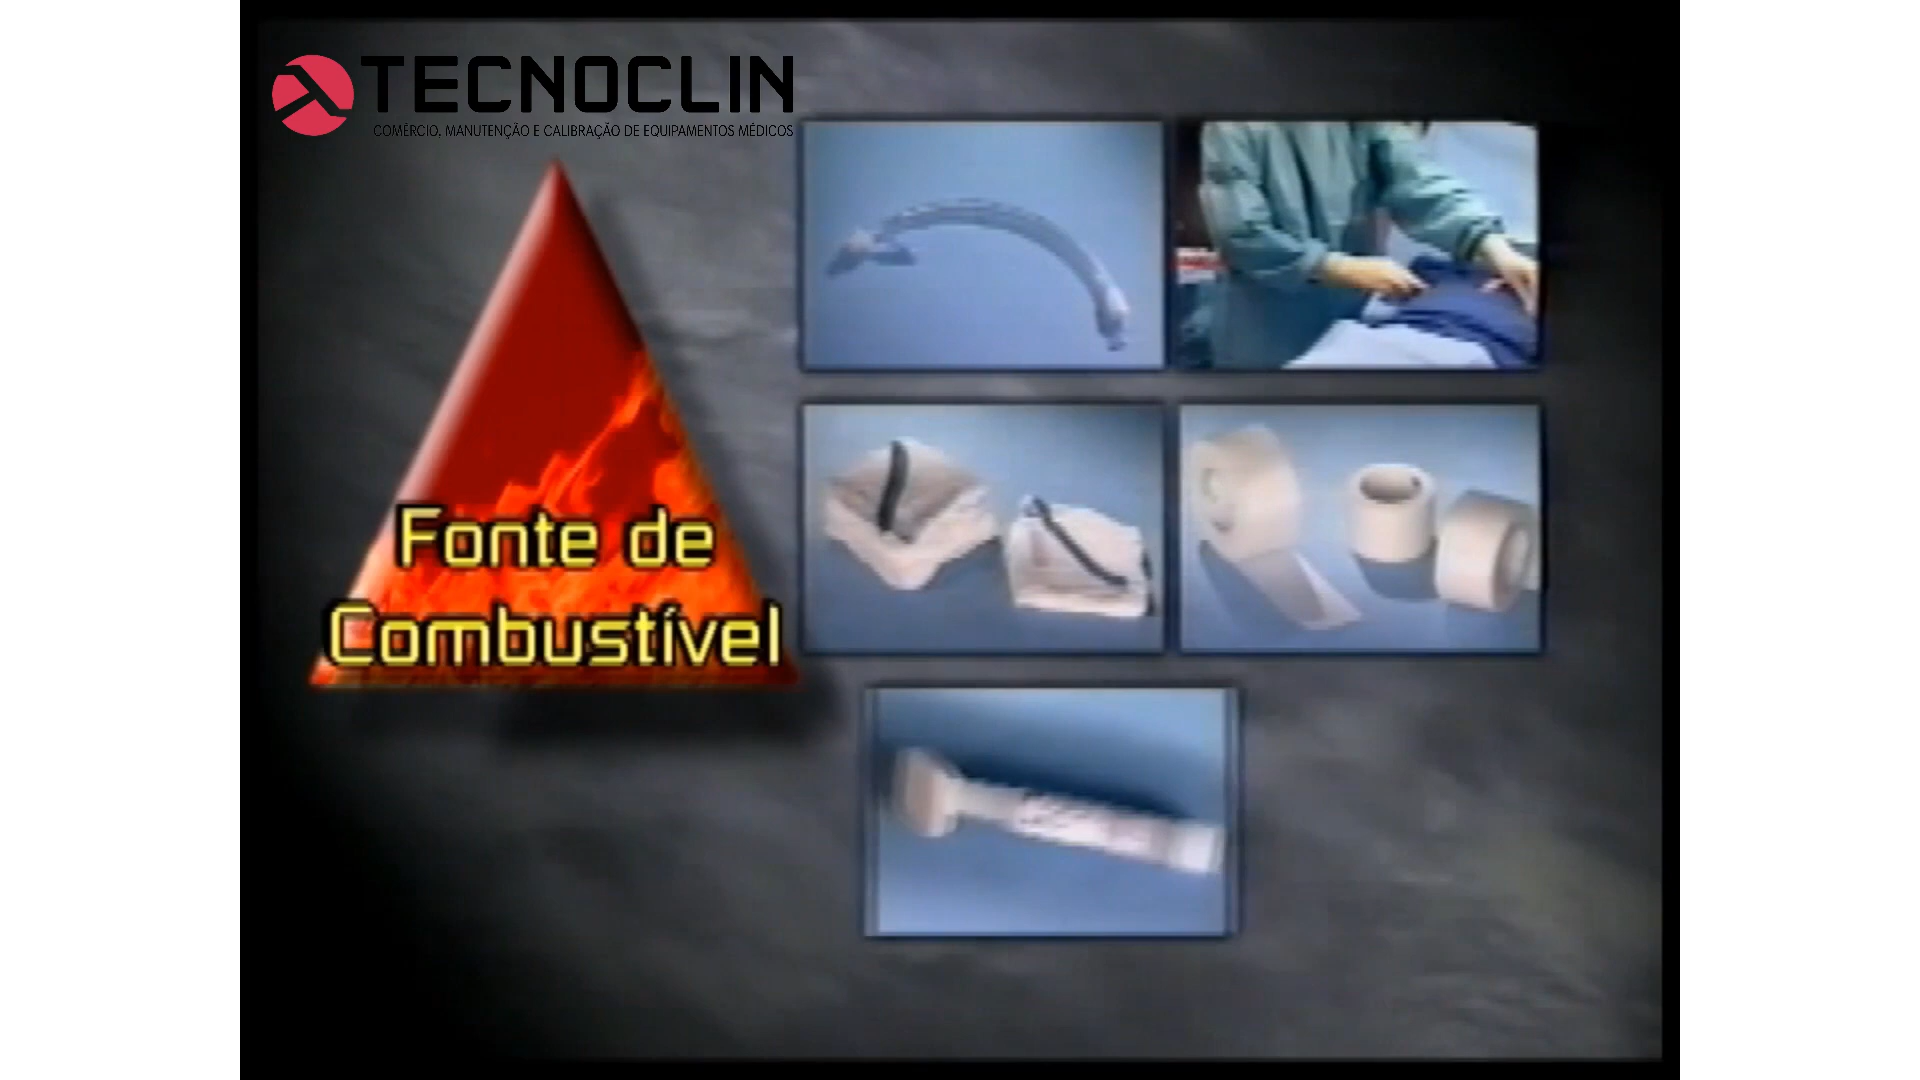 TECNOCLIN
COMÉRCIO, MANUTENÇÃO E CALIBRAÇÃO DE EQUIPAMENTOS MÉDICOS
Fonte de
Combustível